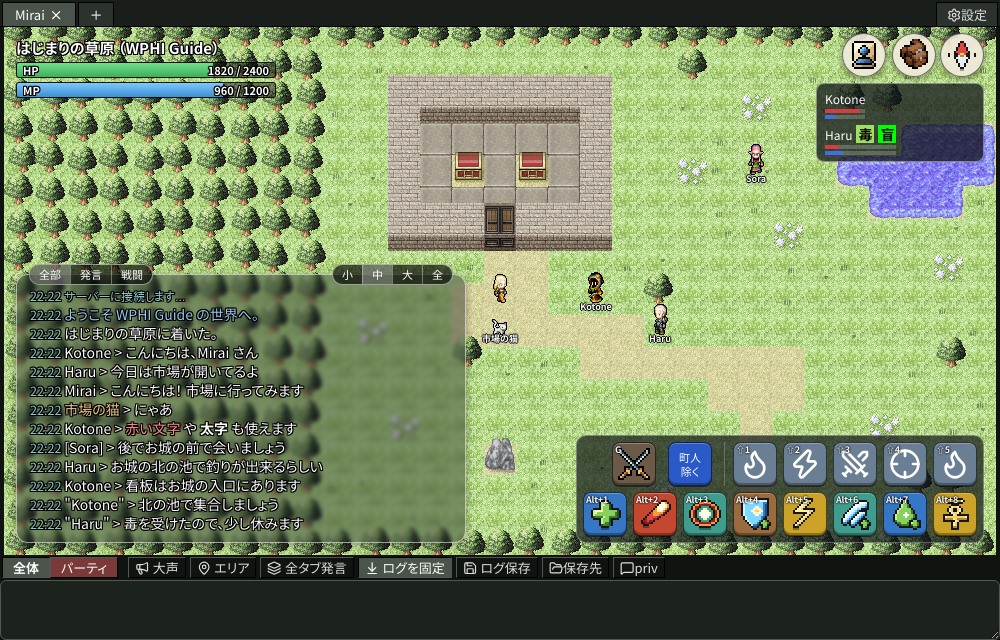 Mirai ✕ ＋ 設定
はじまりの草原 (WPHI Guide)
HP 1820 / 2400
MP 960 / 1200
Kotone
Haru 毒 盲
Sora
Kotone
Haru
市場の猫
全部 発言 戦闘 小 中 大 全
22:22 サーバーに接続します...
22:22 ようこそ WPHI Guide の世界へ。
22:22 はじまりの草原に着いた。
22:22 Kotone > こんにちは、Mirai さん
22:22 Haru > 今日は市場が開いてるよ
22:22 Mirai > こんにちは！ 市場に行ってみます
22:22 市場の猫 > にゃあ
22:22 Kotone > 赤い文字 や 太字 も使えます
22:22 [Sora] > 後でお城の前で会いましょう
22:22 Haru > お城の北の池で釣りが出来るらしい
22:22 Kotone > 看板はお城の入口にあります
22:22 "Kotone" > 北の池で集合しましょう
22:22 "Haru" > 毒を受けたので、少し休みます
町人
除く
⇧1 ⇧2 ⇧3 ⇧4 ⇧5
Alt+1 Alt+2 Alt+3 Alt+4 Alt+5 Alt+6 Alt+7 Alt+8
全体 パーティ 大声 エリア 全タブ発言 ログを固定 ログ保存 保存先 priv